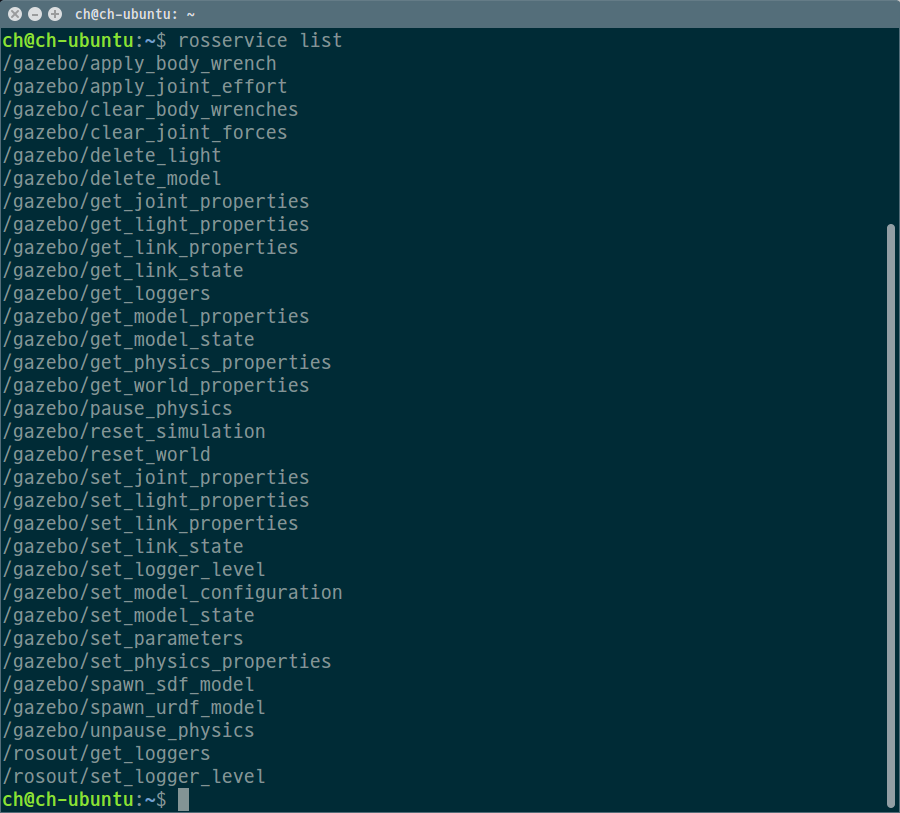 ch@ch-ubuntu: ~
ch@ch-ubuntu:~$ rosservice list
/gazebo/apply_body_wrench
/gazebo/apply_joint_effort
/gazebo/clear_body_wrenches
/gazebo/clear_joint_forces
/gazebo/delete_light
/gazebo/delete_model
/gazebo/get_joint_properties
/gazebo/get_light_properties
/gazebo/get_link_properties
/gazebo/get_link_state
/gazebo/get_loggers
/gazebo/get_model_properties
/gazebo/get_model_state
/gazebo/get_physics_properties
/gazebo/get_world_properties
/gazebo/pause_physics
/gazebo/reset_simulation
/gazebo/reset_world
/gazebo/set_joint_properties
/gazebo/set_light_properties
/gazebo/set_link_properties
/gazebo/set_link_state
/gazebo/set_logger_level
/gazebo/set_model_configuration
/gazebo/set_model_state
/gazebo/set_parameters
/gazebo/set_physics_properties
/gazebo/spawn_sdf_model
/gazebo/spawn_urdf_model
/gazebo/unpause_physics
/rosout/get_loggers
/rosout/set_logger_level
ch@ch-ubuntu:~$